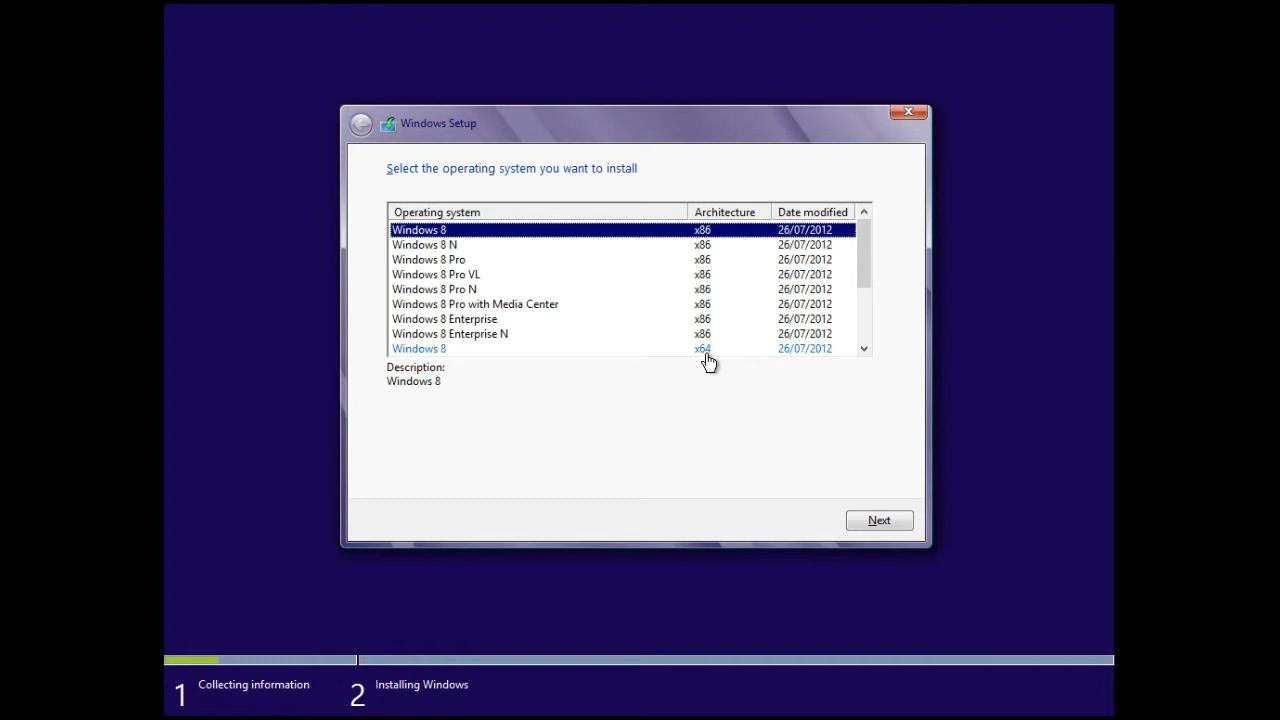 Windows Setup
Select the operating system you want to install
Operating system Architecture Date modified
Windows 8 x86 26/07/2012
Windows 8 N x86 26/07/2012
Windows 8 Pro x86 26/07/2012
Windows 8 Pro VL x86 26/07/2012
Windows 8 Pro N x86 26/07/2012
Windows 8 Pro with Media Center x86 26/07/2012
Windows 8 Enterprise x86 26/07/2012
Windows 8 Enterprise N x86 26/07/2012
Windows 8 x64 26/07/2012
Description:
Windows 8
Next
1 Collecting information 2 Installing Windows